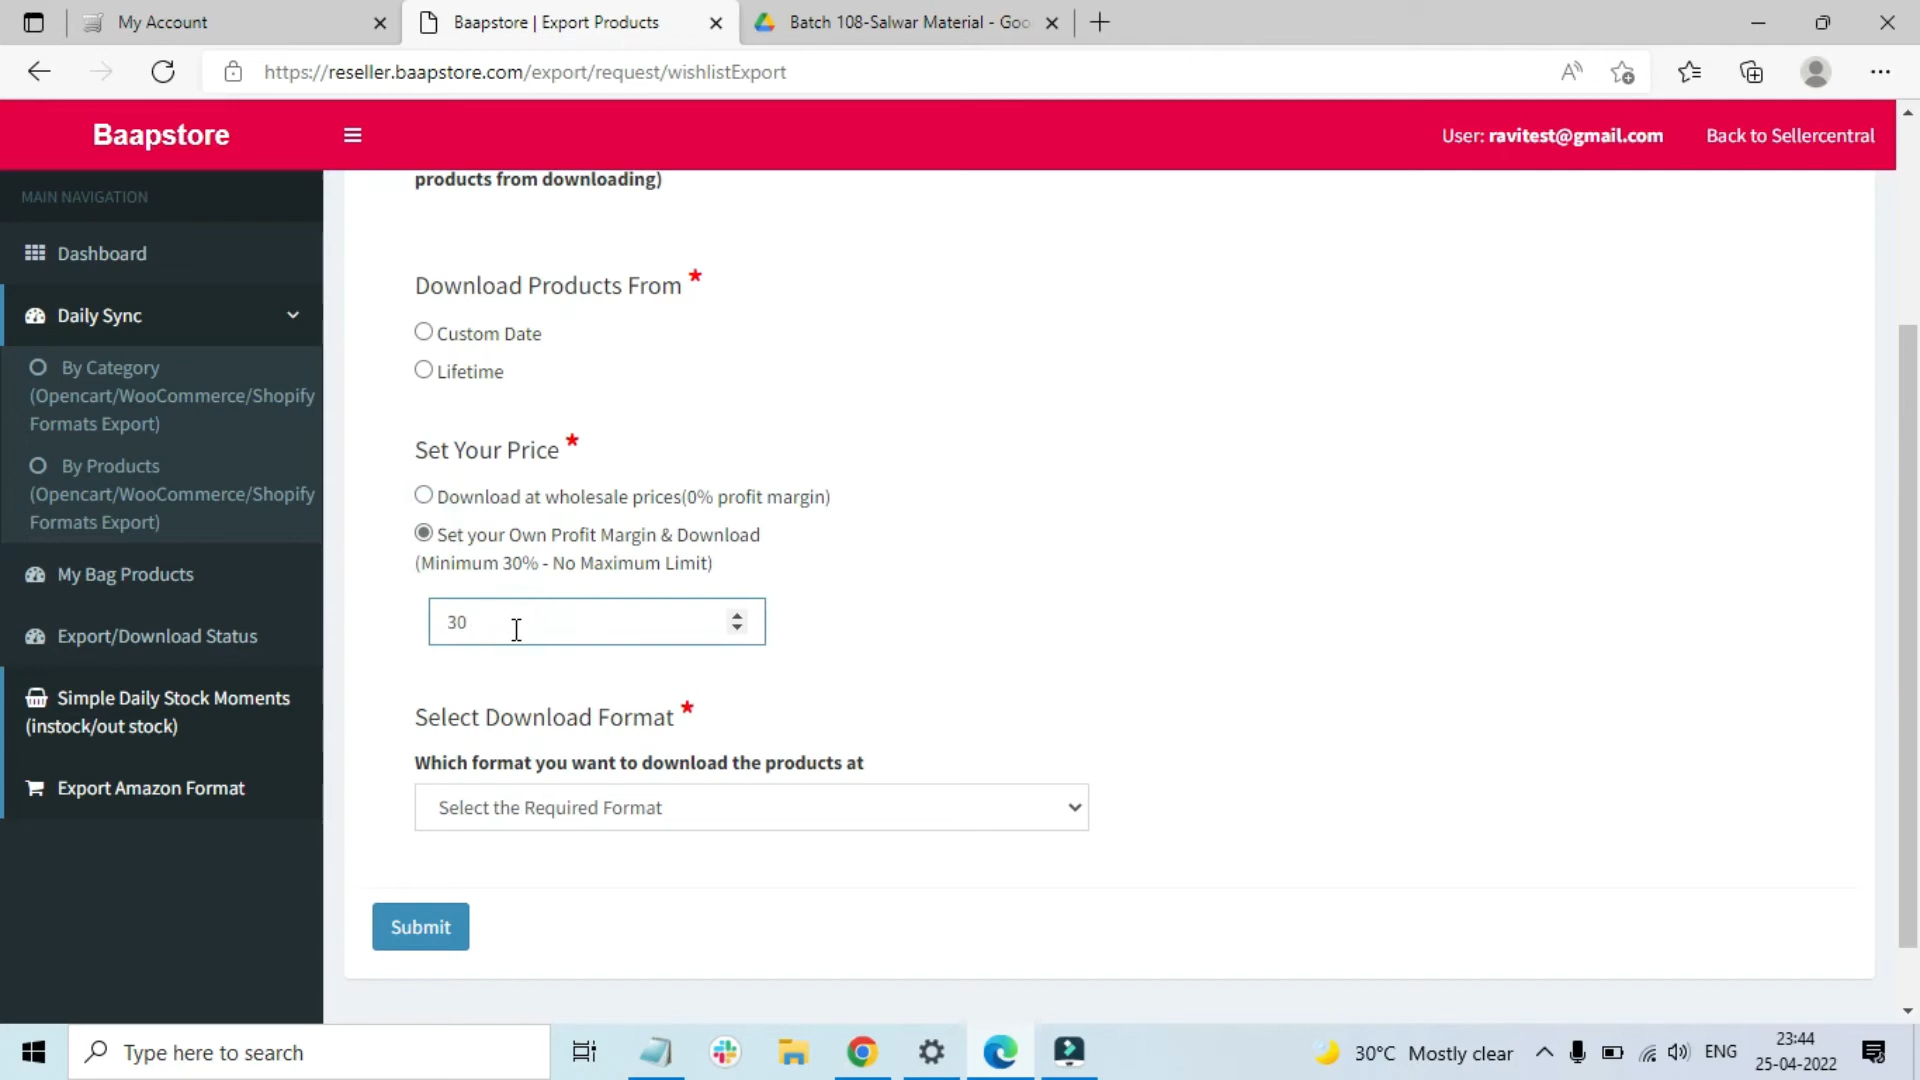 My Account
Baapstore | Export Products
Batch 108-Salwar Material - Goo
https://reseller.baapstore.com/export/request/wishlistExport
Baapstore
User: ravitest@gmail.com
Back to Sellercentral
MAIN NAVIGATION
Dashboard
Daily Sync
By Category
(Opencart/WooCommerce/Shopify
Formats Export)
By Products
(Opencart/WooCommerce/Shopify
Formats Export)
My Bag Products
Export/Download Status
Simple Daily Stock Moments
(instock/out stock)
Export Amazon Format
products from downloading)
Download Products From *
Custom Date
Lifetime
Set Your Price *
Download at wholesale prices(0% profit margin)
Set your Own Profit Margin & Download
(Minimum 30% - No Maximum Limit)
30
Select Download Format *
Which format you want to download the products at
Select the Required Format
Submit
Type here to search
30°C Mostly clear
ENG
23:44
25-04-2022